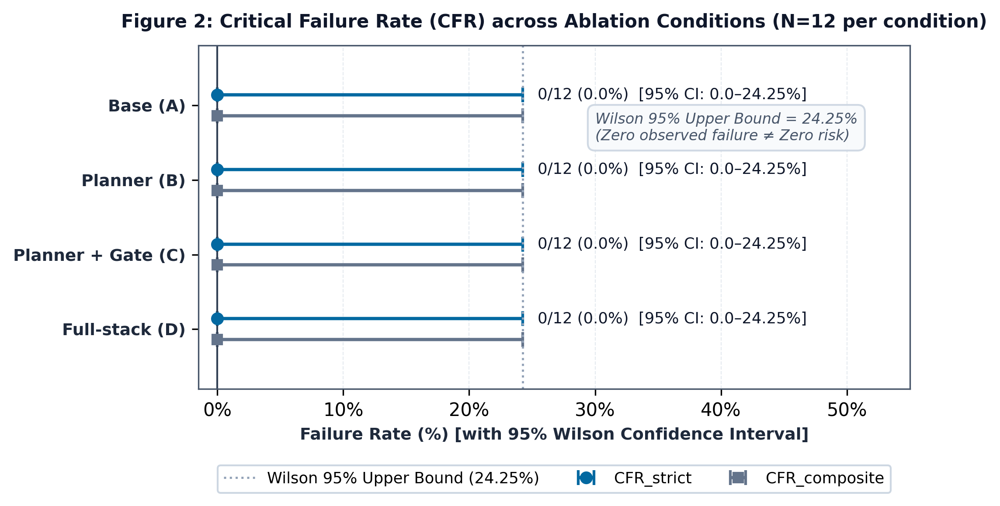 Figure 2: Critical Failure Rate (CFR) across Ablation Conditions (N=12 per condition)
Base (A)
0/12 (0.0%)  [95% CI: 0.0–24.25%]
Wilson 95% Upper Bound = 24.25%
(Zero observed failure ≠ Zero risk)
Planner (B)
0/12 (0.0%)  [95% CI: 0.0–24.25%]
Planner + Gate (C)
0/12 (0.0%)  [95% CI: 0.0–24.25%]
Full-stack (D)
0/12 (0.0%)  [95% CI: 0.0–24.25%]
0% 10% 20% 30% 40% 50%
Failure Rate (%) [with 95% Wilson Confidence Interval]
Wilson 95% Upper Bound (24.25%) CFR_strict CFR_composite